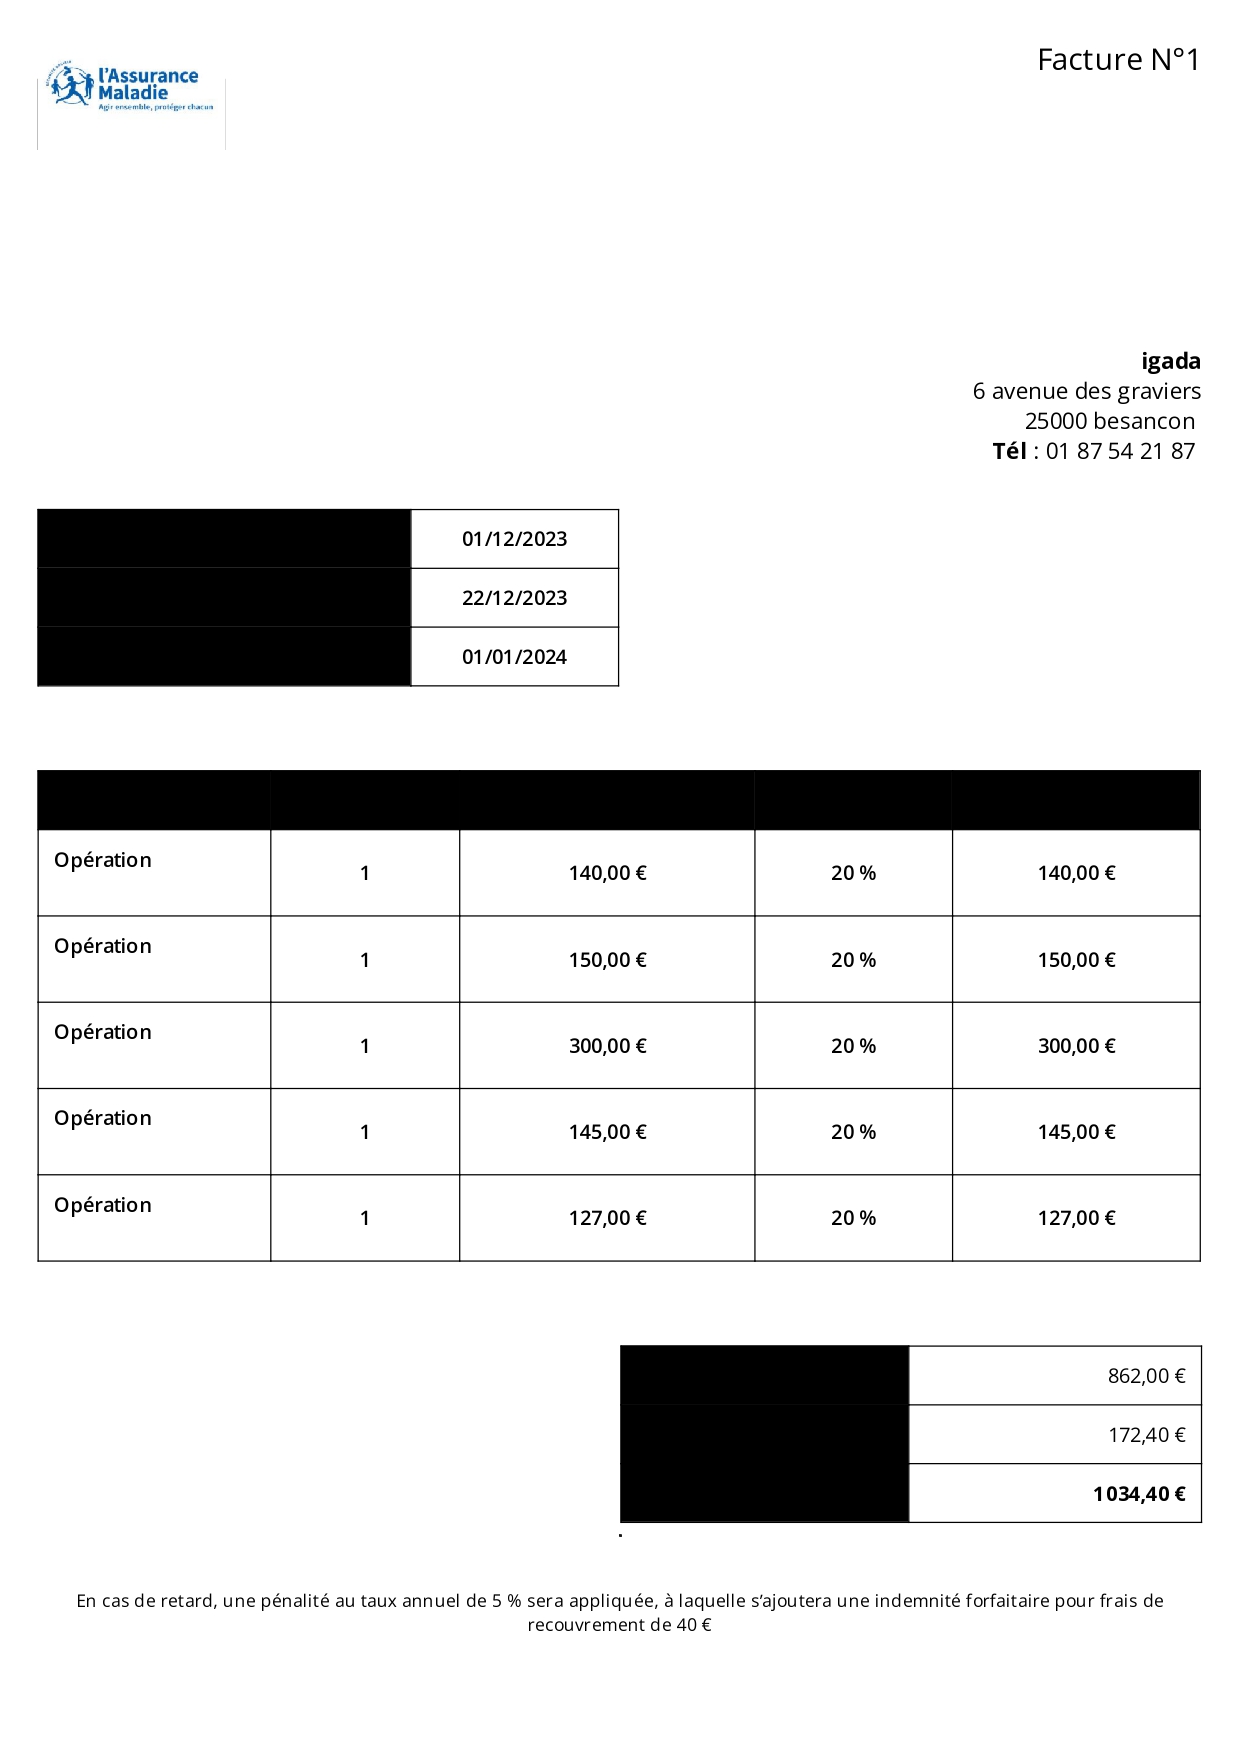 Facture N°1
l'Assurance
Maladie
Agir ensemble, protéger chacun
igada
6 avenue des graviers
25000 besancon
Tél : 01 87 54 21 87
01/12/2023
22/12/2023
01/01/2024
Opération 1 140,00 € 20 % 140,00 €
Opération 1 150,00 € 20 % 150,00 €
Opération 1 300,00 € 20 % 300,00 €
Opération 1 145,00 € 20 % 145,00 €
Opération 1 127,00 € 20 % 127,00 €
862,00 €
172,40 €
1 034,40 €
En cas de retard, une pénalité au taux annuel de 5 % sera appliquée, à laquelle s’ajoutera une indemnité forfaitaire pour frais de
recouvrement de 40 €